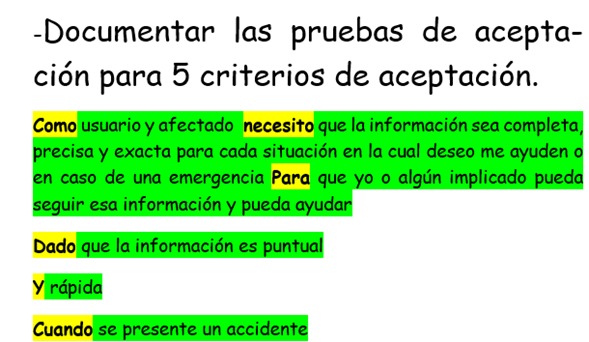 -Documentar las pruebas de acepta-
ción para 5 criterios de aceptación.
Como usuario y afectado necesito que la información sea completa,
precisa y exacta para cada situación en la cual deseo me ayuden o
en caso de una emergencia Para que yo o algún implicado pueda
seguir esa información y pueda ayudar
Dado que la información es puntual
Y rápida
Cuando se presente un accidente